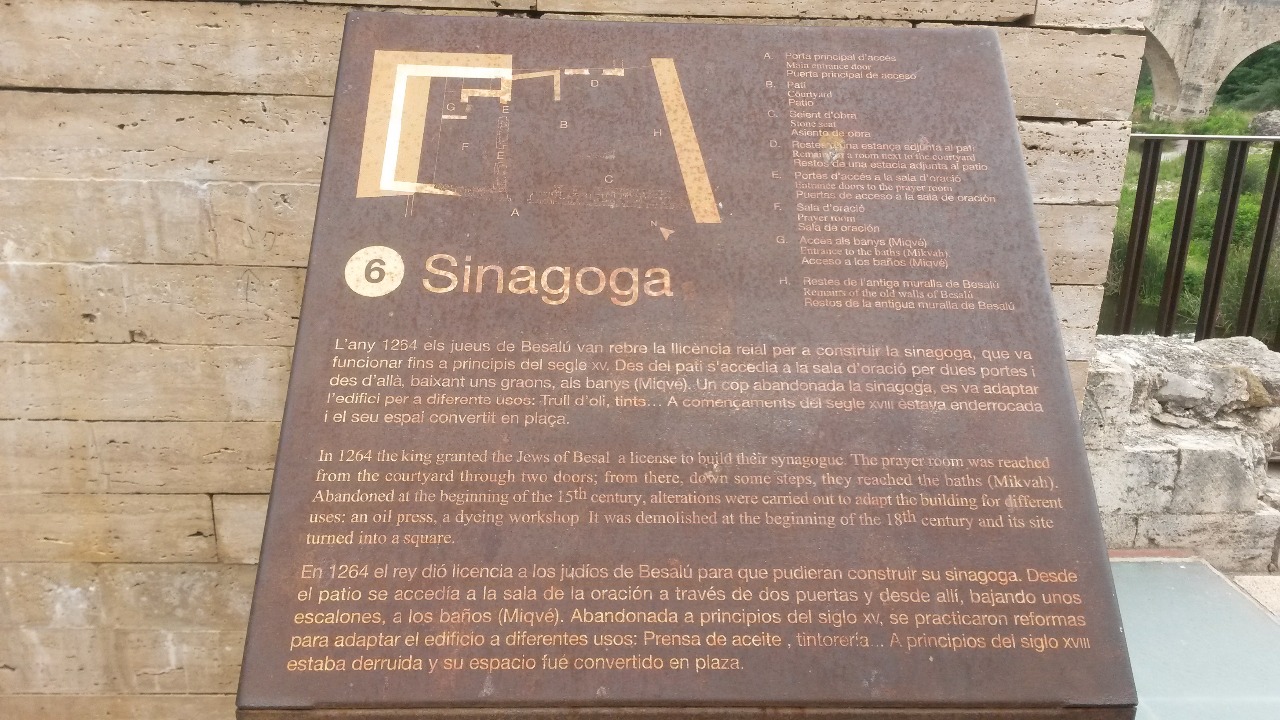 G
E
D
B
H
F
E
C
A
N
A. Porta principal d'accés
Main entrance door
Puerta principal de acceso
B. Pati
Courtyard
Patio
C. Seient d'obra
Stone seat
Asiento de obra
D. Restes una estança adjunta al pati
Remains a room next to the courtyard
Restos de una estacia adjunta al patio
E. Portes d'accés a la sala d'oració
Entrance doors to the prayer room
Puertas de acceso a la sala de oración
F. Sala d'oració
Prayer room
Sala de oración
G. Accés als banys (Miqvé)
Entrance to the baths (Mikvah)
Acceso a los baños (Miqvé)
H. Restes de l'antiga muralla de Besalú
Remains of the old walls of Besalú
Restos de la antigua muralla de Besalú
6 Sinagoga
L'any 1264 els jueus de Besalú van rebre la llicència reial per a construir la sinagoga, que va
funcionar fins a principis del segle XV. Des del pati s'accedia a la sala d'oració per dues portes i
des d'allà, baixant uns graons, als banys (Miqvé). Un cop abandonada la sinagoga, es va adaptar
l'edifici per a diferente usos: Trull d'oli, tints... A començaments del segle XVIII estava enderrocada
i el seu espai convertit en plaça.
In 1264 the king granted the Jews of Besal a license to build their synagogue. The prayer room was reached
from the courtyard through two doors; from there, down some steps, they reached the baths (Mikvah).
Abandoned at the beginning of the 15th century, alterations were carried out to adapt the building for different
uses: an oil press, a dyeing workshop It was demolished at the beginning of the 18th century and its site
turned into a square.
En 1264 el rey dió licencia a los judíos de Besalú para que pudieran construir su sinagoga. Desde
el patio se accedía a la sala de la oración a través de dos puertas y desde allí, bajando unos
escalones, a los baños (Miqvé). Abandonada a principios del siglo XV, se practicaron reformas
para adaptar el edificio a diferentes usos: Prensa de aceite , tintorería... A principios del siglo XVIII
estaba derruida y su espacio fué convertido en plaza.